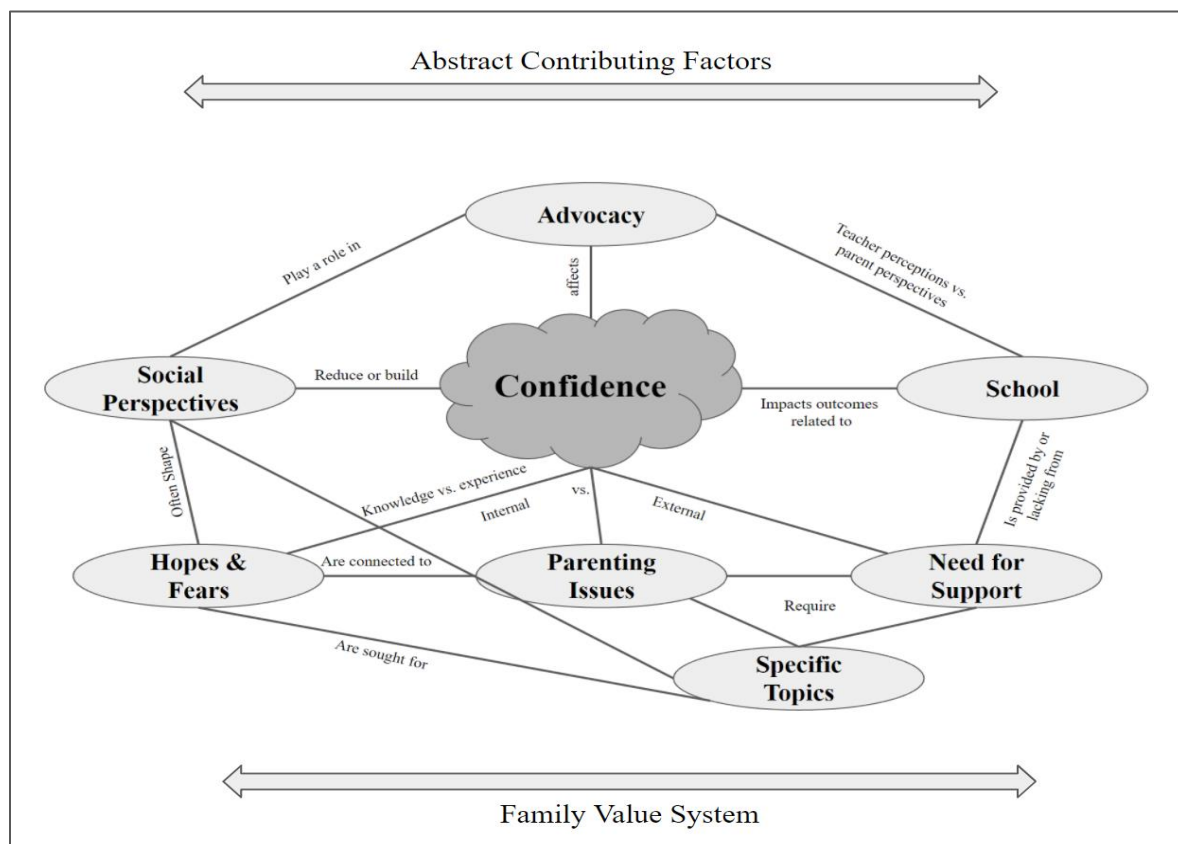 Abstract Contributing Factors
Advocacy
Play a role in
affects
Teacher perceptions vs.
parent perspectives
Social
Perspectives
Reduce or build
Confidence
Impacts outcomes
related to
School
Often Shape
Knowledge vs. experience
Internal
vs.
External
Is provided by or
lacking from
Hopes &
Fears
Are connected to
Parenting
Issues
Need for
Support
Require
Are sought for
Specific
Topics
Family Value System